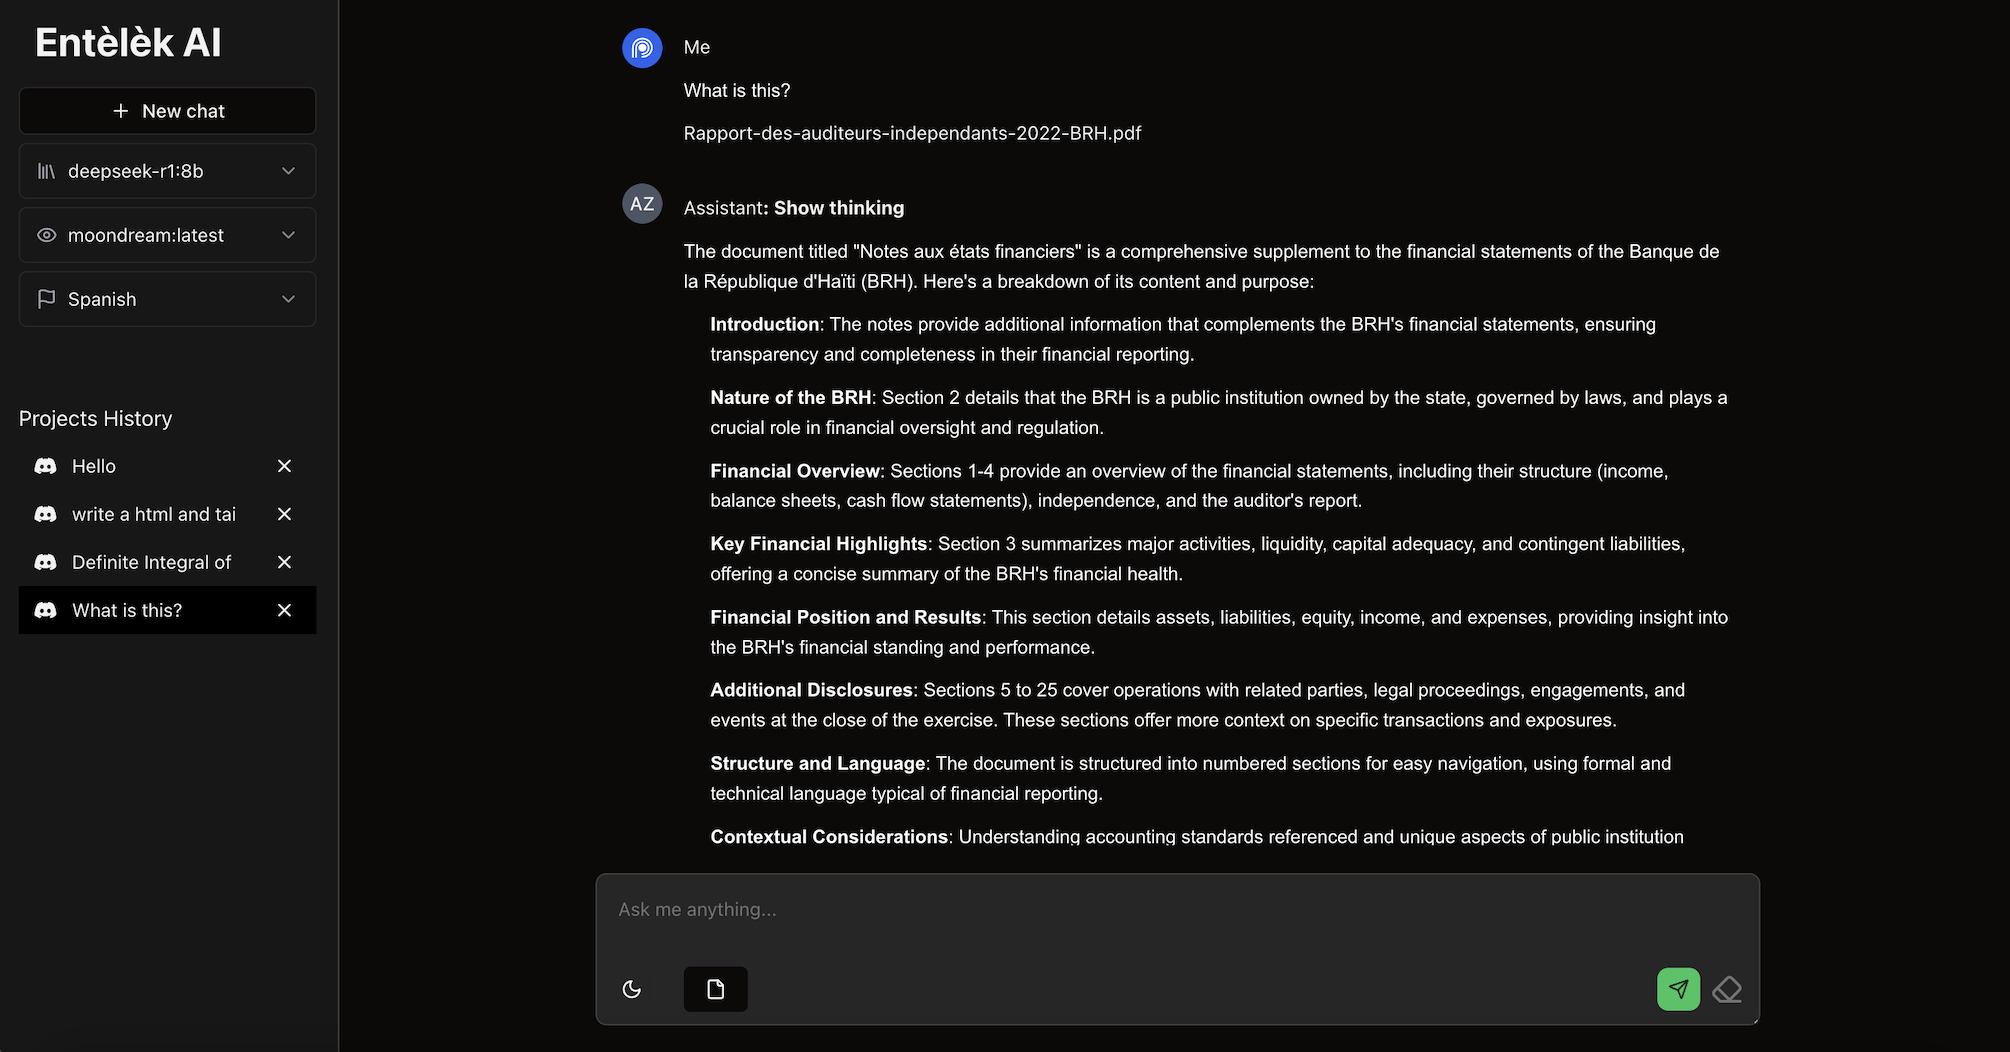 Entèlèk AI
New chat
deepseek-r1:8b
moondream:latest
Spanish
Projects History
Hello
write a html and tai
Definite Integral of
What is this?
Me
What is this?
Rapport-des-auditeurs-independants-2022-BRH.pdf
AZ
Assistant: Show thinking
The document titled "Notes aux états financiers" is a comprehensive supplement to the financial statements of the Banque de
la République d'Haïti (BRH). Here's a breakdown of its content and purpose:
Introduction: The notes provide additional information that complements the BRH's financial statements, ensuring
transparency and completeness in their financial reporting.
Nature of the BRH: Section 2 details that the BRH is a public institution owned by the state, governed by laws, and plays a
crucial role in financial oversight and regulation.
Financial Overview: Sections 1-4 provide an overview of the financial statements, including their structure (income,
balance sheets, cash flow statements), independence, and the auditor's report.
Key Financial Highlights: Section 3 summarizes major activities, liquidity, capital adequacy, and contingent liabilities,
offering a concise summary of the BRH's financial health.
Financial Position and Results: This section details assets, liabilities, equity, income, and expenses, providing insight into
the BRH's financial standing and performance.
Additional Disclosures: Sections 5 to 25 cover operations with related parties, legal proceedings, engagements, and
events at the close of the exercise. These sections offer more context on specific transactions and exposures.
Structure and Language: The document is structured into numbered sections for easy navigation, using formal and
technical language typical of financial reporting.
Contextual Considerations: Understanding accounting standards referenced and unique aspects of public institution
Ask me anything...